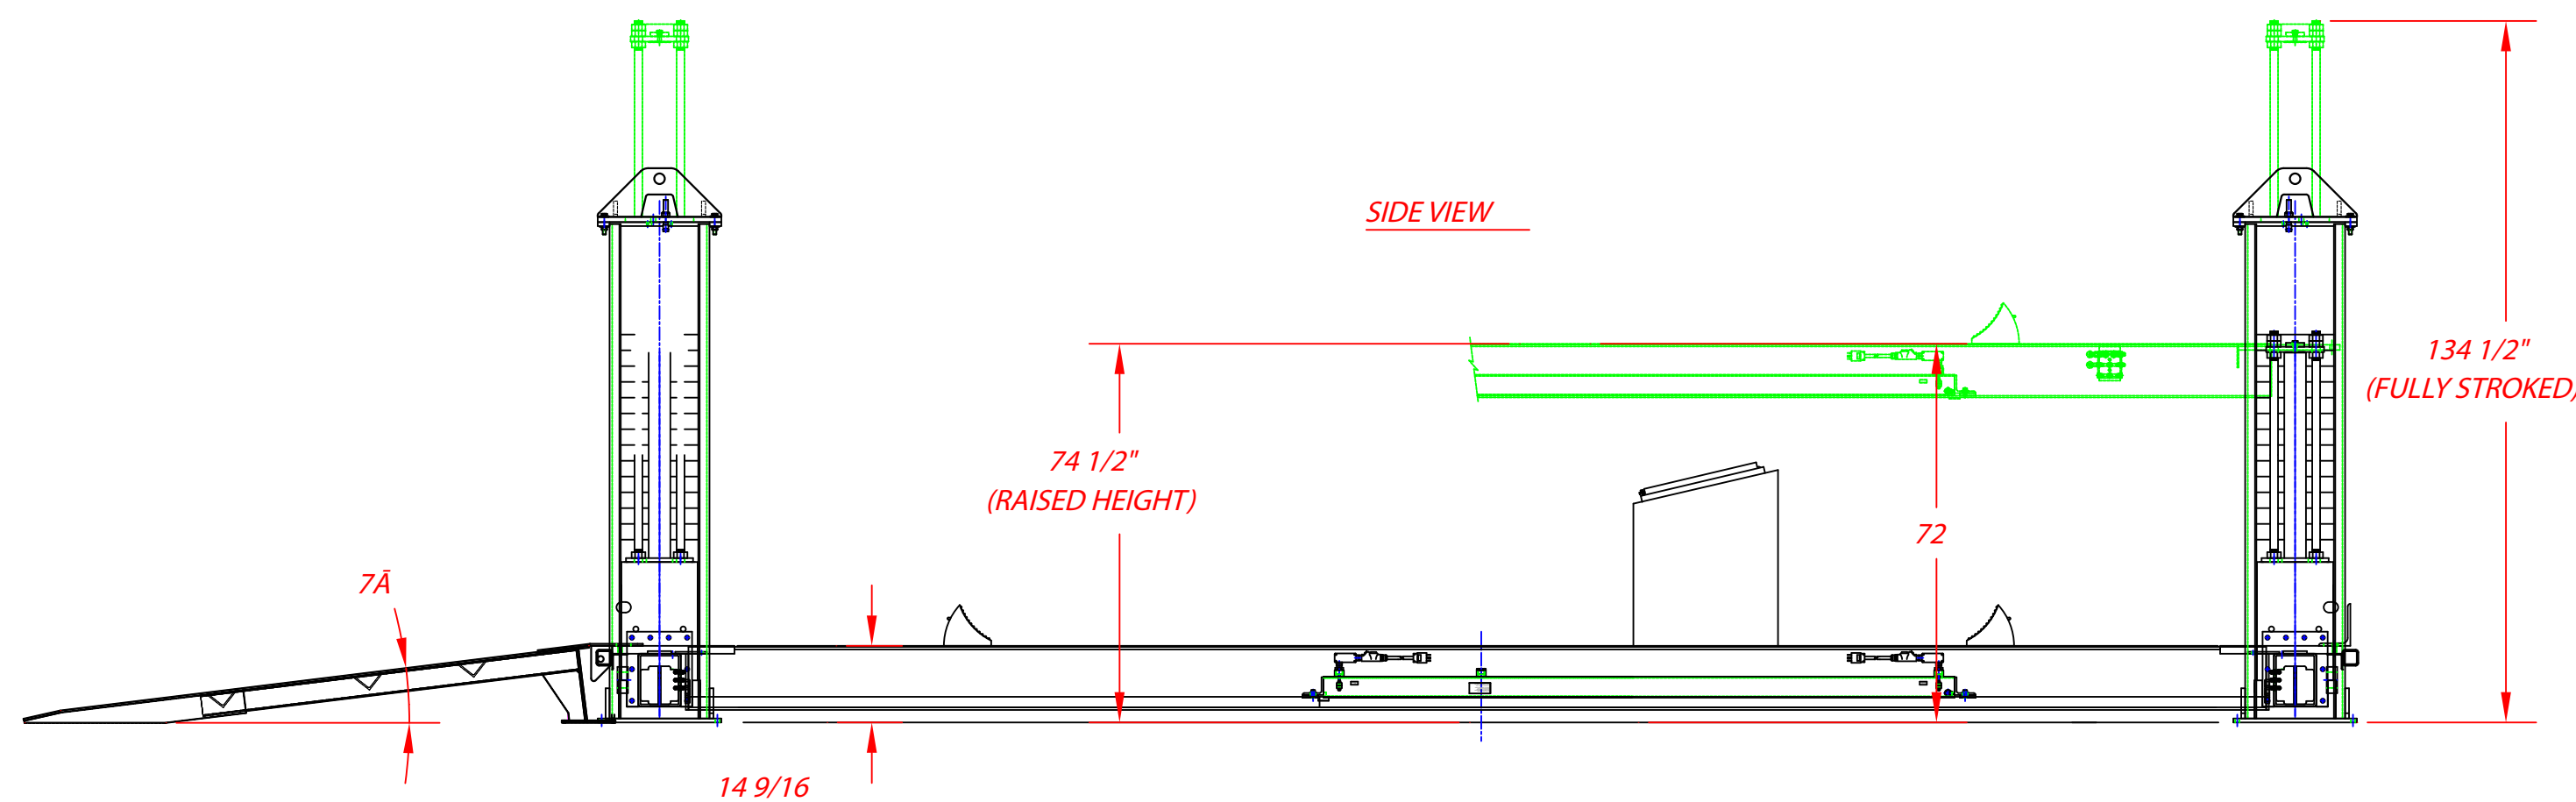 SIDE VIEW
134 1/2"
(FULLY STROKED)
74 1/2"
(RAISED HEIGHT)
72
7Ā
14 9/16